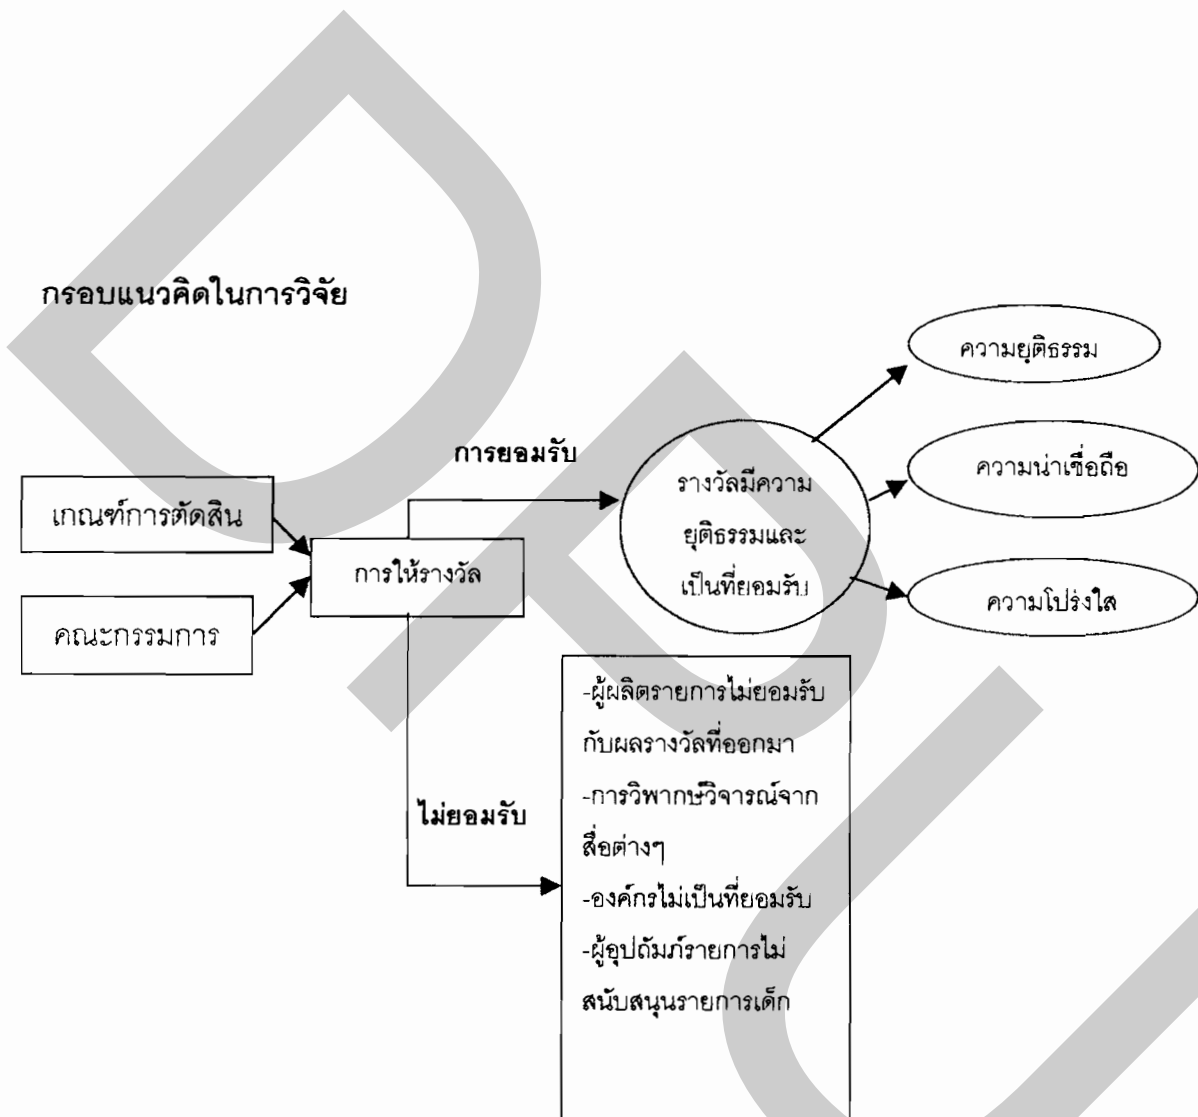 กรอบแนวคิดในการวิจัย
เกณฑ์การตัดสิน
คณะกรรมการ
การให้รางวัล
การยอมรับ
รางวัลมีความ
ยุติธรรมและ
เป็นที่ยอมรับ
ความยุติธรรม
ความน่าเชื่อถือ
ความโปร่งใส
ไม่ยอมรับ
-ผู้ผลิตรายการไม่ยอมรับ
กับผลรางวัลที่ออกมา
-การวิพากษ์วิจารณ์จาก
สื่อต่างๆ
-องค์กรไม่เป็นที่ยอมรับ
-ผู้อุปถัมภ์รายการไม่
สนับสนุนรายการเด็ก